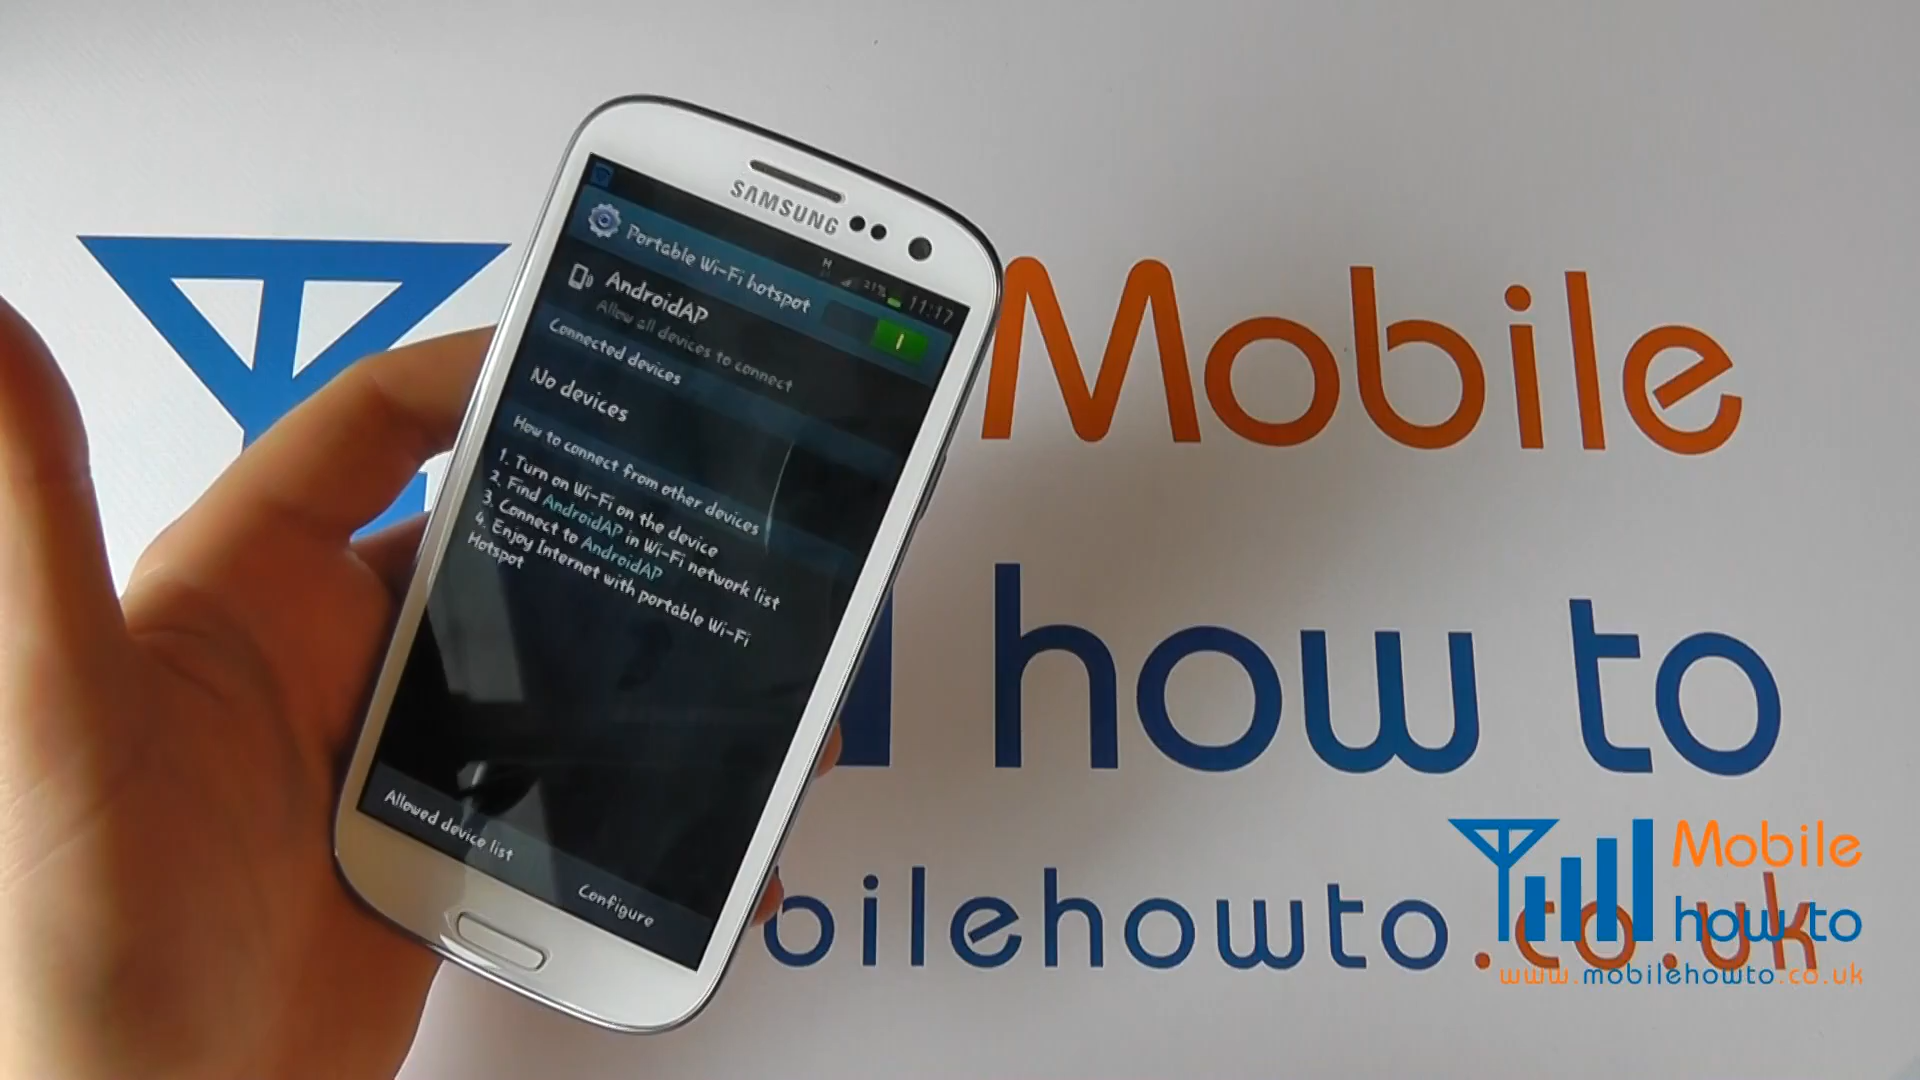 SAMSUNG
H 21% 11:17
Portable Wi-Fi hotspot
AndroidAP
Allow all devices to connect
Connected devices
No devices
How to connect from other devices
1. Turn on Wi-Fi on the device
2. Find AndroidAP in Wi-Fi network list
3. Connect to AndroidAP
4. Enjoy Internet with portable Wi-Fi
Hotspot
Allowed device list
Configure
Mobile
how to
bilehowto.co.uk
Mobile
how to
www.mobilehowto.co.uk